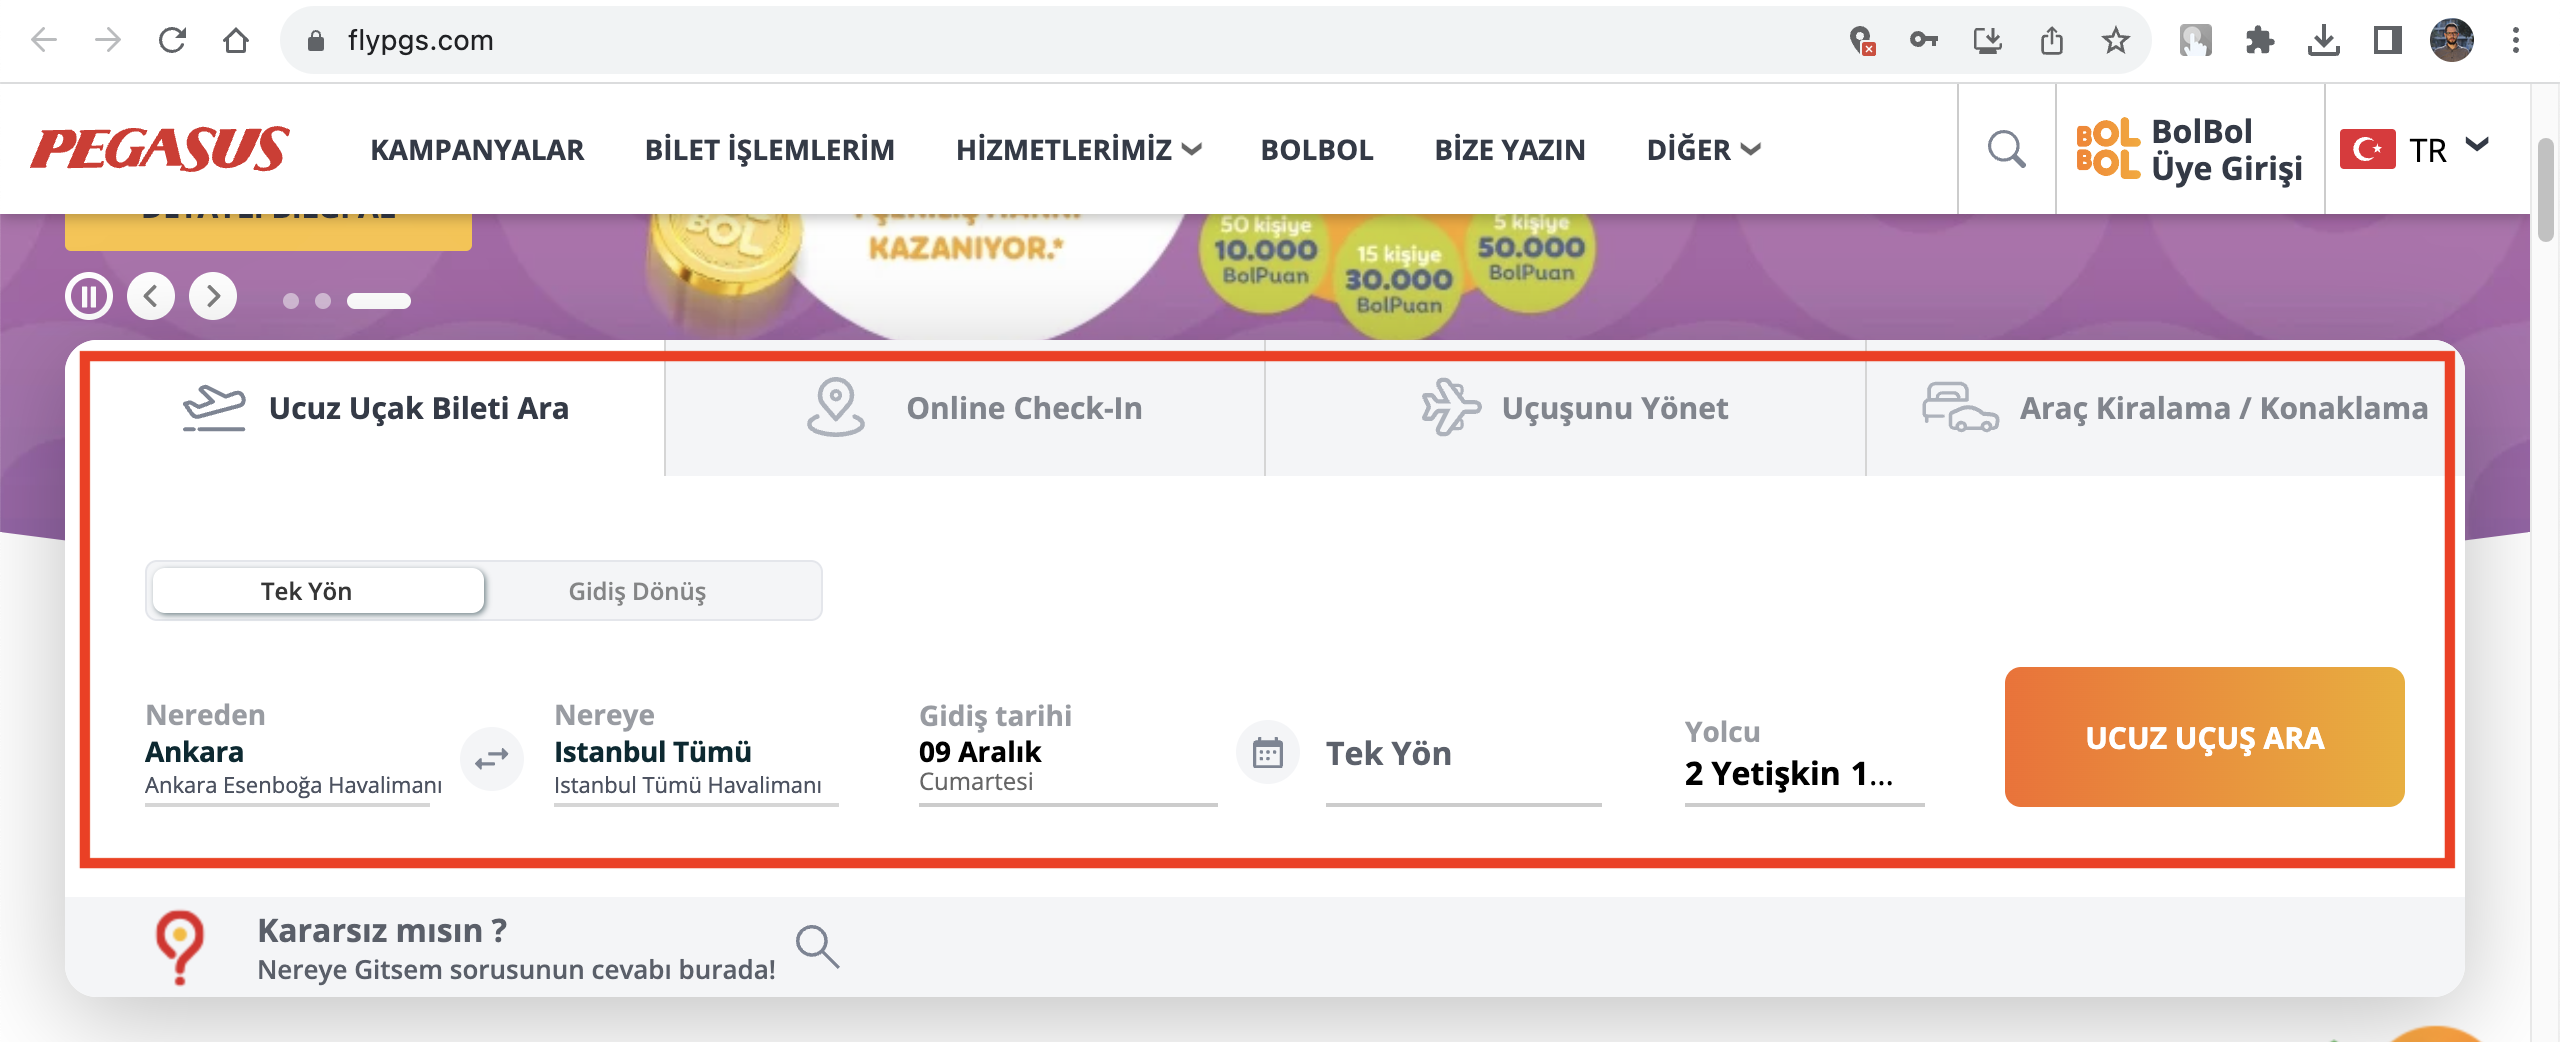 flypgs.com
PEGASUS
KAMPANYALAR
BİLET İŞLEMLERİM
HİZMETLERİMİZ
BOLBOL
BİZE YAZIN
DİĞER
BOL BOL
BolBol
Üye Girişi
TR
BOL
KAZANIYOR.*
50 kişiye
10.000
BolPuan
15 kişiye
30.000
BolPuan
5 kişiye
50.000
BolPuan
Ucuz Uçak Bileti Ara
Online Check-In
Uçuşunu Yönet
Araç Kiralama / Konaklama
Tek Yön
Gidiş Dönüş
Nereden
Ankara
Ankara Esenboğa Havalimanı
Nereye
Istanbul Tümü
Istanbul Tümü Havalimanı
Gidiş tarihi
09 Aralık
Cumartesi
Tek Yön
Yolcu
2 Yetişkin 1...
UCUZ UÇUŞ ARA
Kararsız mısın ?
Nereye Gitsem sorusunun cevabı burada!